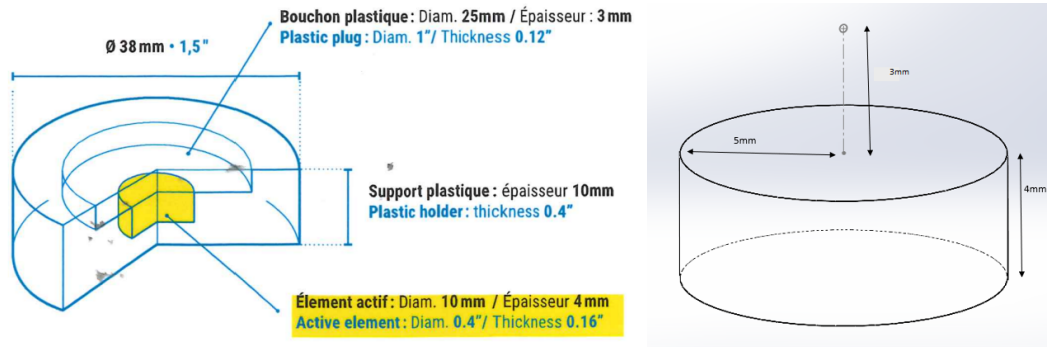 Bouchon plastique : Diam. 25mm / Épaisseur : 3 mm
Plastic plug : Diam. 1"/ Thickness 0.12"
Ø 38 mm • 1,5"
Support plastique : épaisseur 10mm
Plastic holder : thickness 0.4"
Élement actif : Diam. 10 mm / Épaisseur 4 mm
Active element : Diam. 0.4"/ Thickness 0.16"
3mm
5mm
4mm